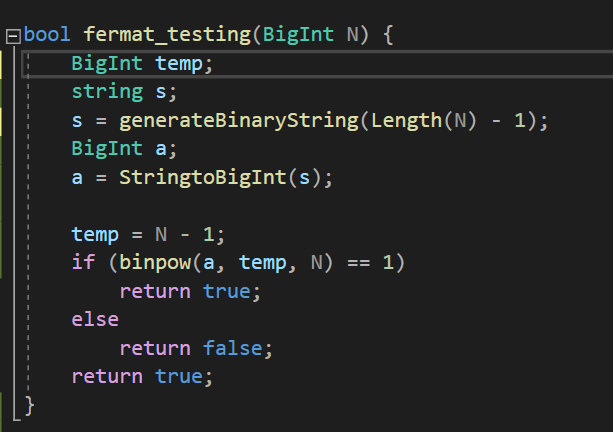 bool fermat_testing(BigInt N) {
BigInt temp;
string s;
s = generateBinaryString(Length(N) - 1);
BigInt a;
a = StringtoBigInt(s);
temp = N - 1;
if (binpow(a, temp, N) == 1)
return true;
else
return false;
return true;
}